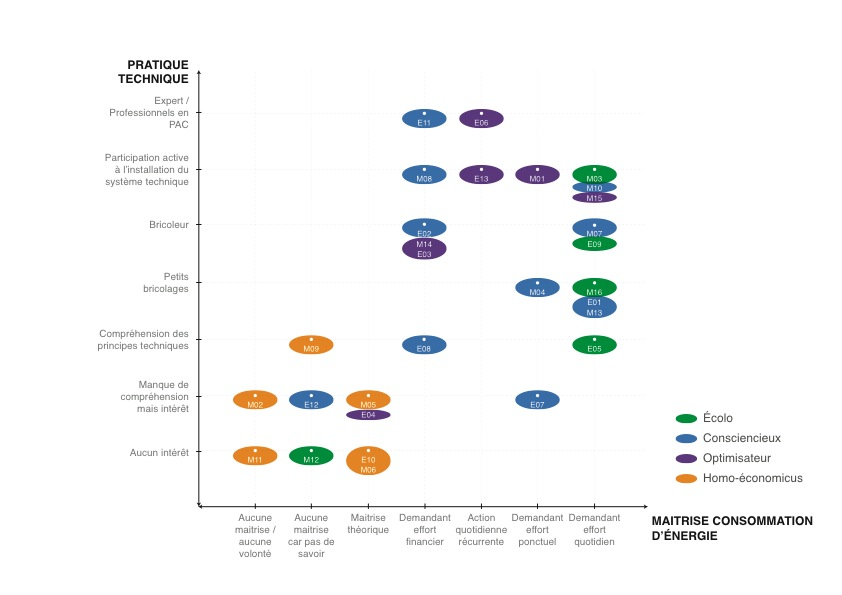 PRATIQUE
TECHNIQUE
Expert /
Professionnels en
PAC
E11
E06
Participation active
à l'installation du
système technique
M08
E13
M01
M03
M10
M15
Bricoleur
E02
M14
E03
M07
E09
Petits
bricolages
M04
M16
E01
M13
Compréhension des
principes techniques
M09
E08
E05
Manque de
compréhension
mais intérêt
M02
E12
M05
E04
E07
Aucun intérêt
M11
M12
E10
M06
Écolo
Consciencieux
Optimisateur
Homo-économicus
Aucune
maitrise /
aucune
volonté
Aucune
maitrise
car pas de
savoir
Maitrise
théorique
Demandant
effort
financier
Action
quotidienne
récurrente
Demandant
effort
ponctuel
Demandant
effort
quotidien
MAITRISE CONSOMMATION
D'ÉNERGIE